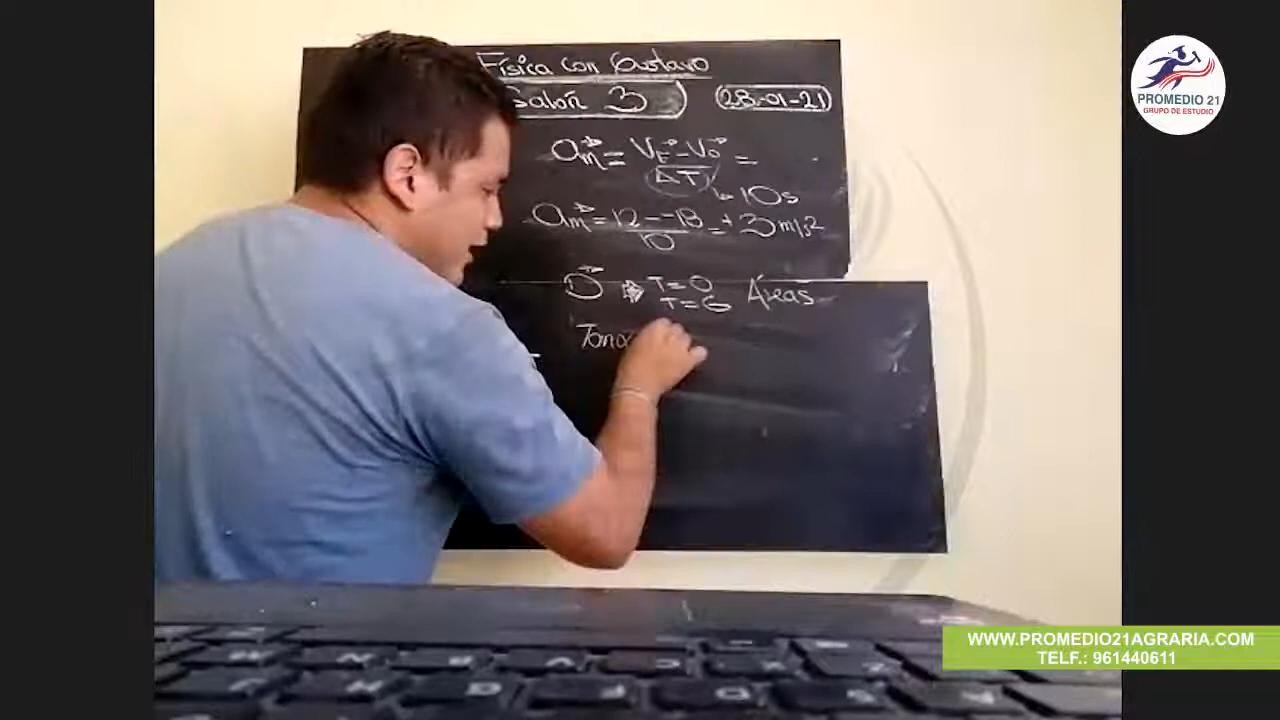 Física con Gustavo
Salón 3
28-01-21
am = VF - V0 =
ΔT
10s
am = 12 - -18 = + 3 m/s²
10
D T = 0 Áreas
T = 6
PROMEDIO 21
GRUPO DE ESTUDIO
WWW.PROMEDIO21AGRARIA.COM
TELF.: 961440611